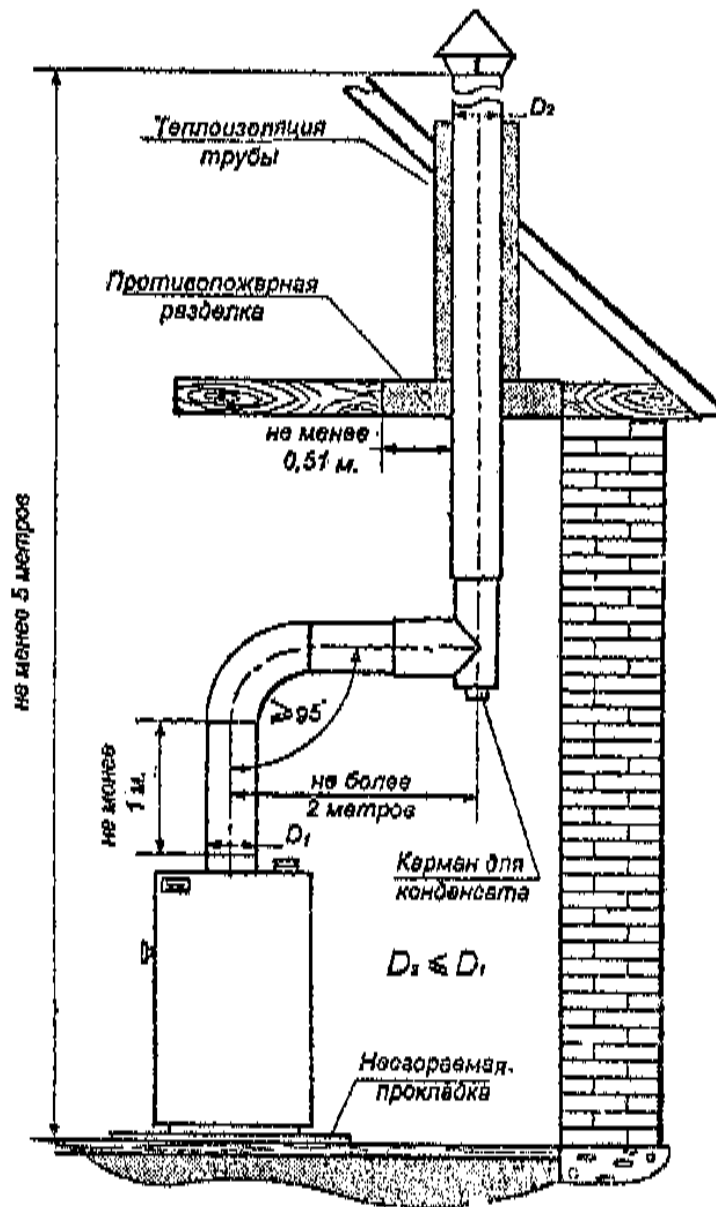 D₂
Теплоизоляция
трубы
Противопожарная
разделка
не менее
0,51 м.
не менее 5 метров
≥95°
не менее
1 м.
не более
2 метров
D₁
Карман для
конденсата
D₂ ⩽ D₁
Несгораемая
прокладка